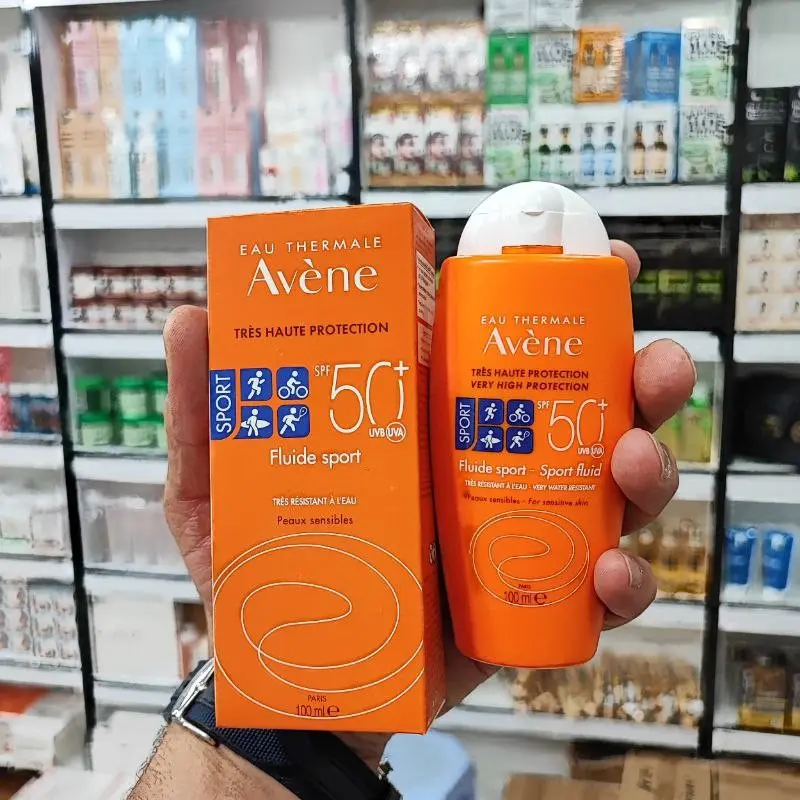 EAU THERMALE
Avène
TRÈS HAUTE PROTECTION
SPORT
SPF 50+
UVB UVA
Fluide sport
TRÈS RÉSISTANT À L'EAU
Peaux sensibles
PARIS
100 ml e
EAU THERMALE
Avène
TRÈS HAUTE PROTECTION
VERY HIGH PROTECTION
SPORT
SPF 50+
UVB UVA
Fluide sport - Sport fluid
TRÈS RÉSISTANT À L'EAU - VERY WATER RESISTANT
Peaux sensibles - For sensitive skin
PARIS
100 ml e